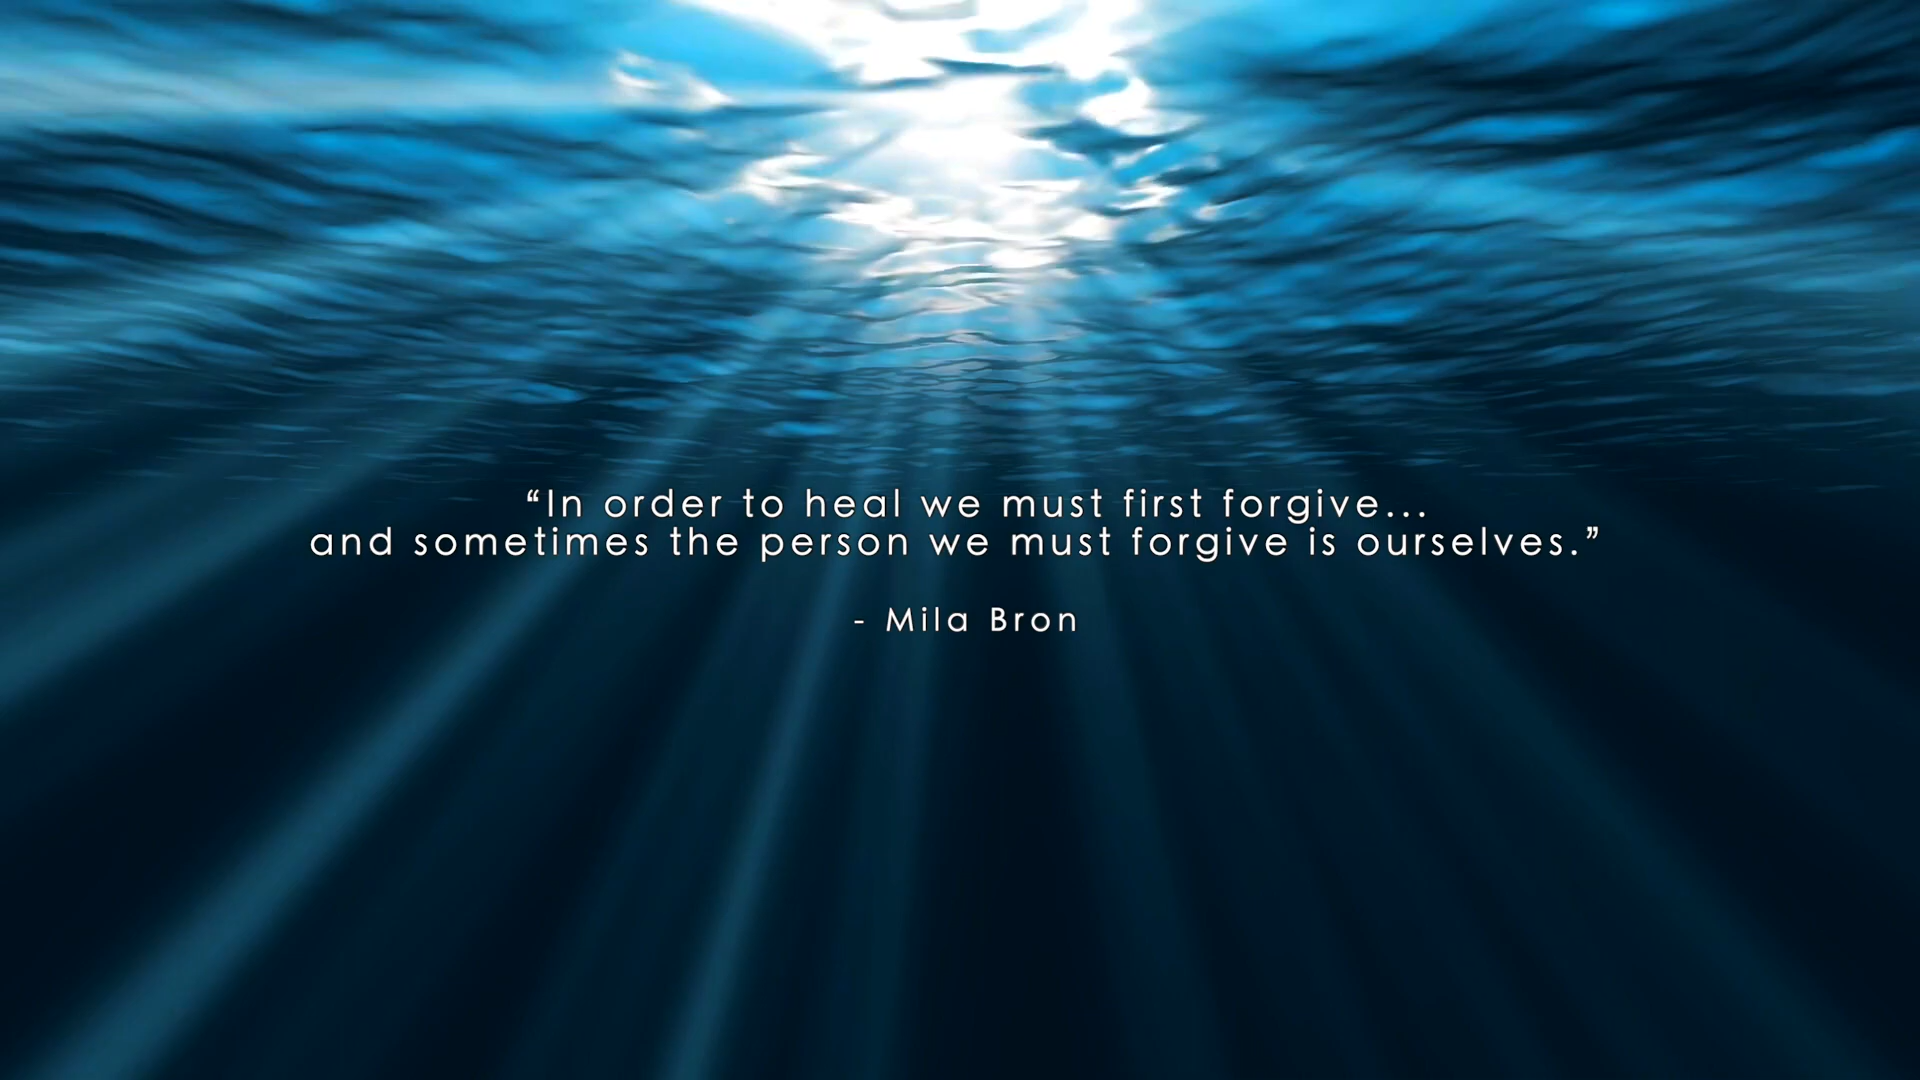 “In order to heal we must first forgive...
and sometimes the person we must forgive is ourselves.”
- Mila Bron